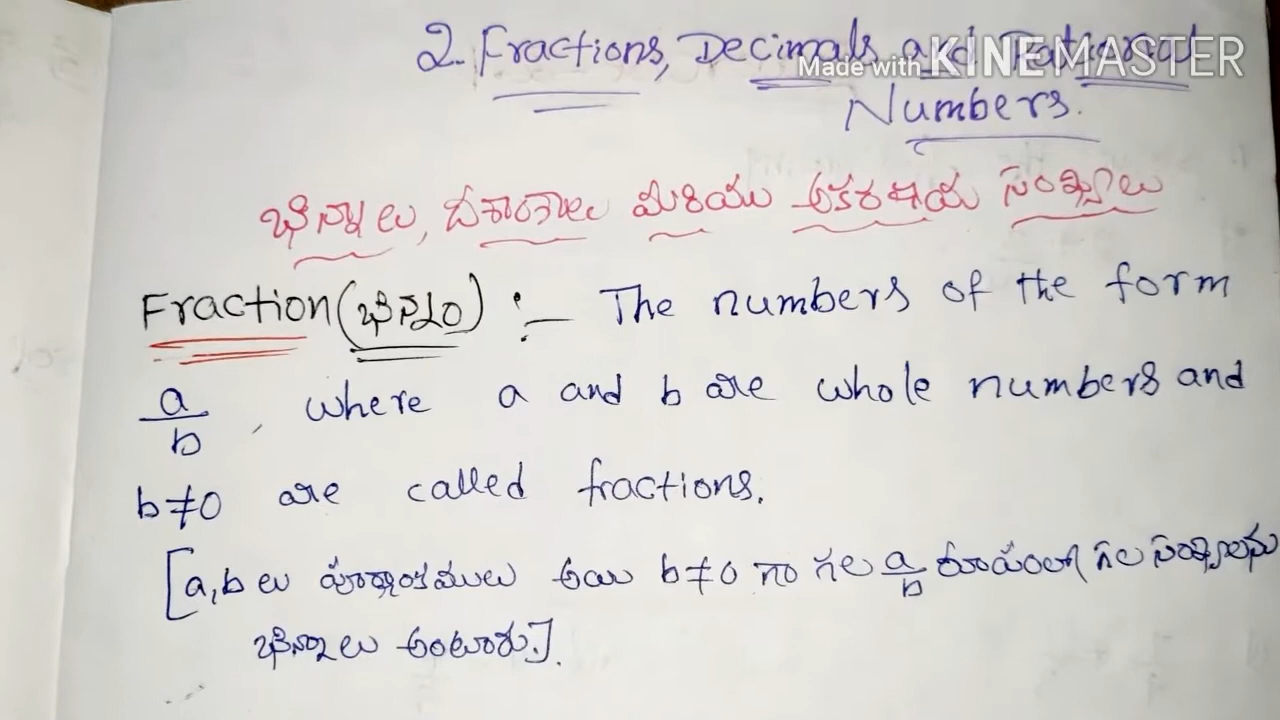 2. Fractions, Decimals and Rational
Made with KINEMASTER
Numbers.
భిన్నాలు, దశాంశాలు మరియు అకరణీయ సంఖ్యలు
Fraction (భిన్నం) :- The numbers of the form
a/b, where a and b are whole numbers and
b≠0 are called fractions.
[a, b లు పూర్ణాంకములు అయి b≠0 గా గల a/b రూపంలో గల సంఖ్యలను
భిన్నాలు అంటారు.].